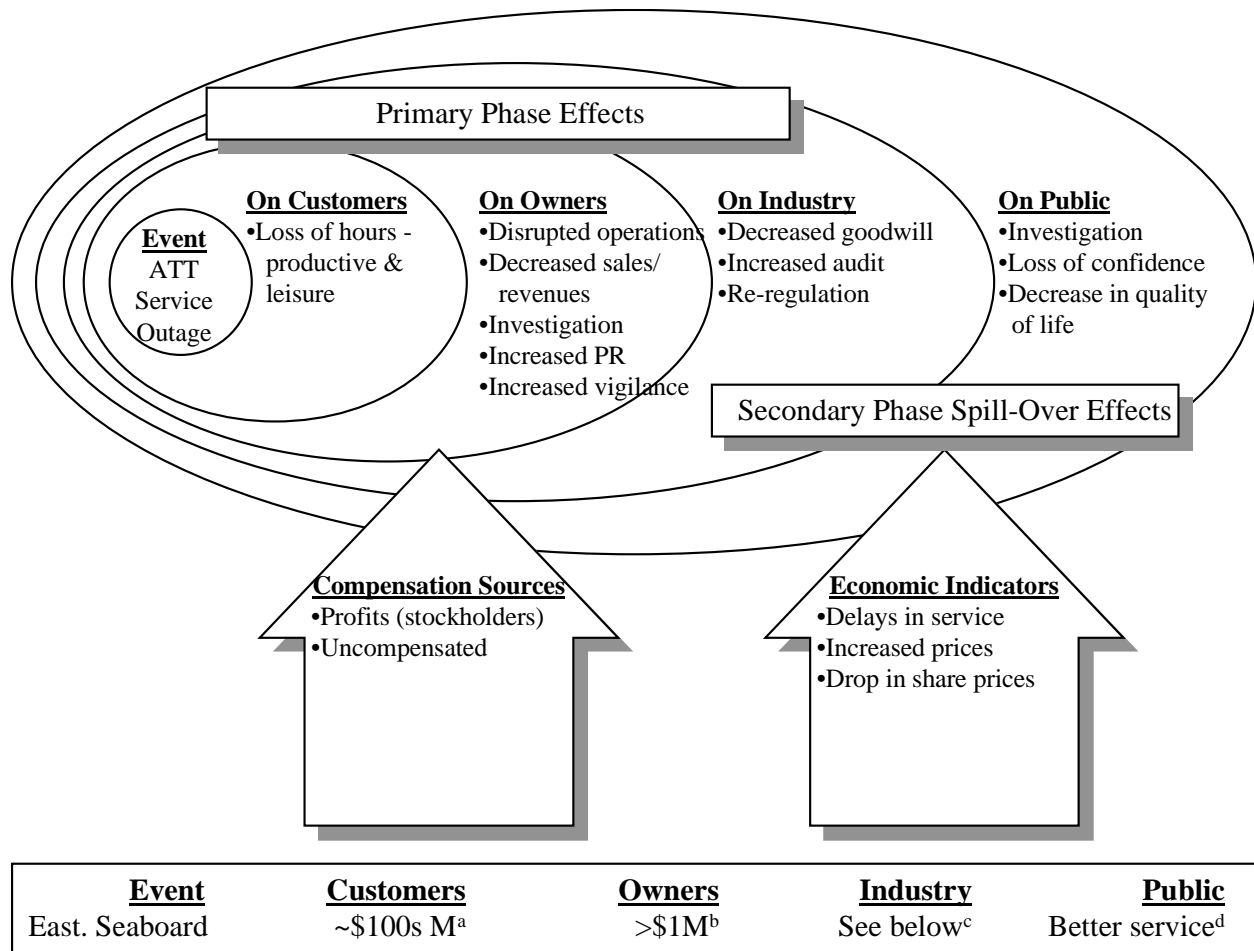 Primary Phase Effects
Event
ATT
Service
Outage
On Customers
•Loss of hours -
productive &
leisure
On Owners
•Disrupted operations
•Decreased sales/
revenues
•Investigation
•Increased PR
•Increased vigilance
On Industry
•Decreased goodwill
•Increased audit
•Re-regulation
On Public
•Investigation
•Loss of confidence
•Decrease in quality
of life
Secondary Phase Spill-Over Effects
Compensation Sources
•Profits (stockholders)
•Uncompensated
Economic Indicators
•Delays in service
•Increased prices
•Drop in share prices
Event Customers Owners Industry Public
East. Seaboard ~$100s Mᵃ >$1Mᵇ See belowᶜ Better serviceᵈ